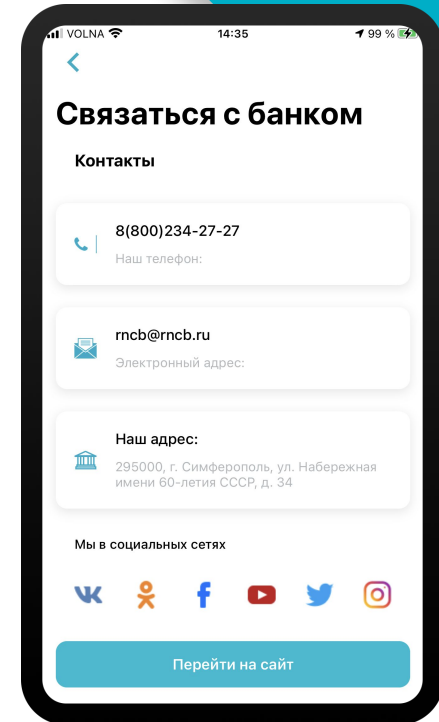 VOLNA 14:35 99 %
Связаться с банком
Контакты
8(800)234-27-27
Наш телефон:
rncb@rncb.ru
Электронный адрес:
Наш адрес:
295000, г. Симферополь, ул. Набережная
имени 60-летия СССР, д. 34
Мы в социальных сетях
Перейти на сайт